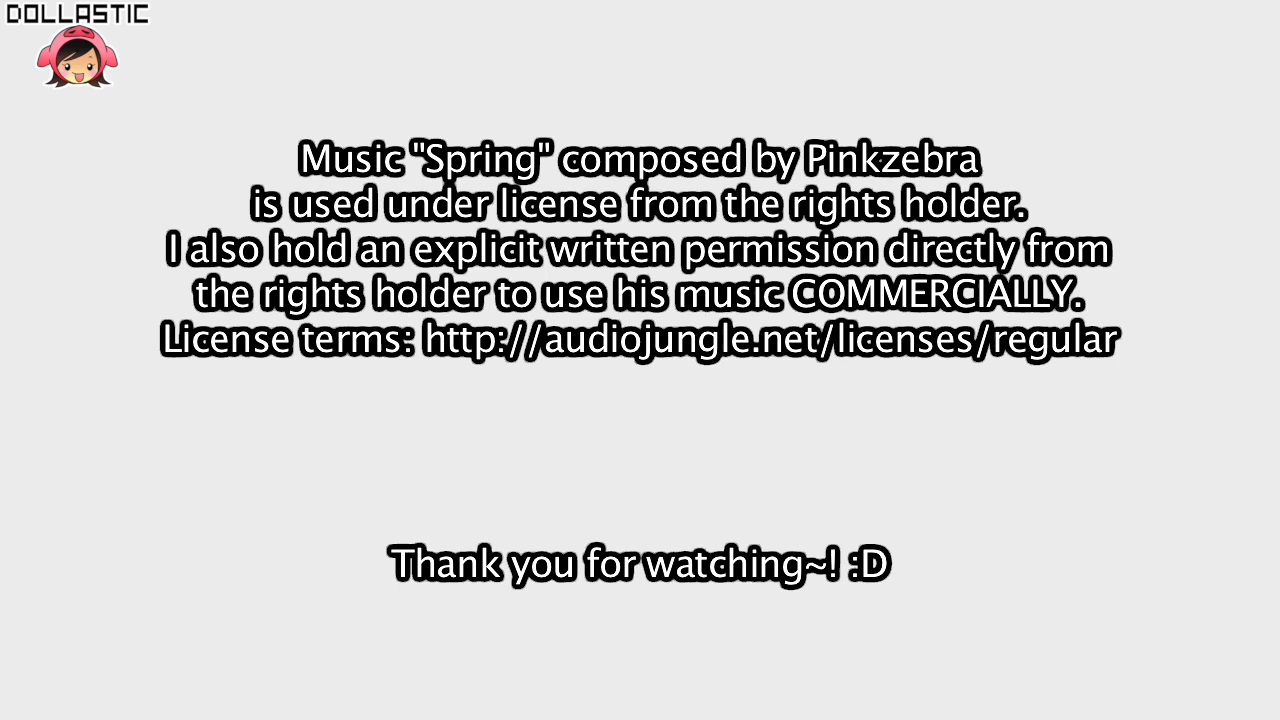 DOLLASTIC
Music "Spring" composed by Pinkzebra
is used under license from the rights holder.
I also hold an explicit written permission directly from
the rights holder to use his music COMMERCIALLY.
License terms: http://audiojungle.net/licenses/regular
Thank you for watching~! :D